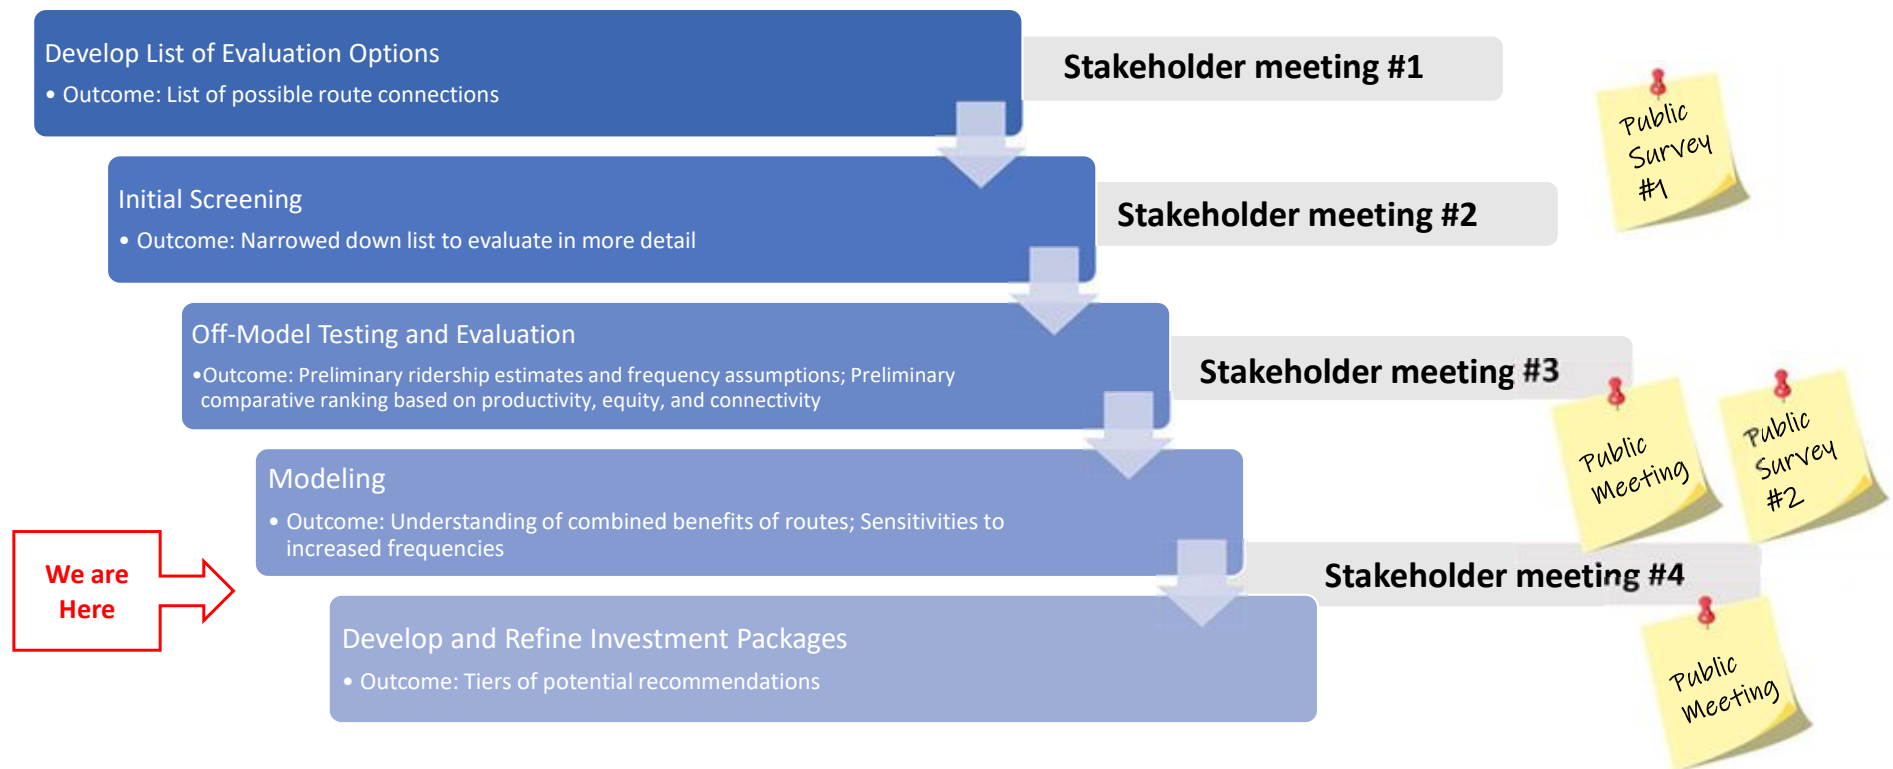 Develop List of Evaluation Options
• Outcome: List of possible route connections
Stakeholder meeting #1
Public
Survey
#1
Initial Screening
• Outcome: Narrowed down list to evaluate in more detail
Stakeholder meeting #2
Off-Model Testing and Evaluation
•Outcome: Preliminary ridership estimates and frequency assumptions; Preliminary
comparative ranking based on productivity, equity, and connectivity
Stakeholder meeting #3
Public
Meeting
Public
Survey
#2
Modeling
• Outcome: Understanding of combined benefits of routes; Sensitivities to
increased frequencies
Stakeholder meeting #4
We are
Here
Develop and Refine Investment Packages
• Outcome: Tiers of potential recommendations
Public
Meeting